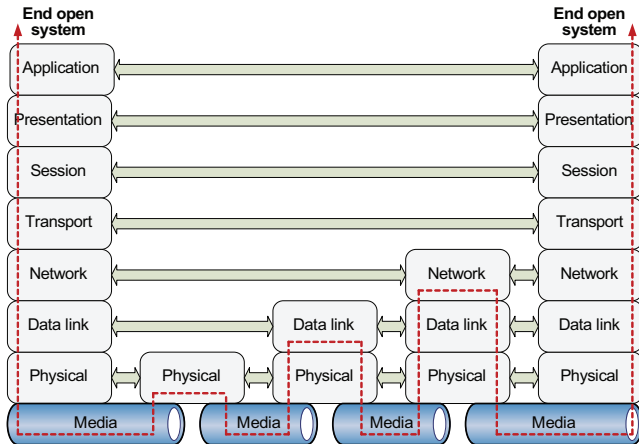 End open
system
End open
system
Application
Application
Presentation
Presentation
Session
Session
Transport
Transport
Network
Network
Network
Data link
Data link
Data link
Data link
Physical
Physical
Physical
Physical
Physical
Media
Media
Media
Media